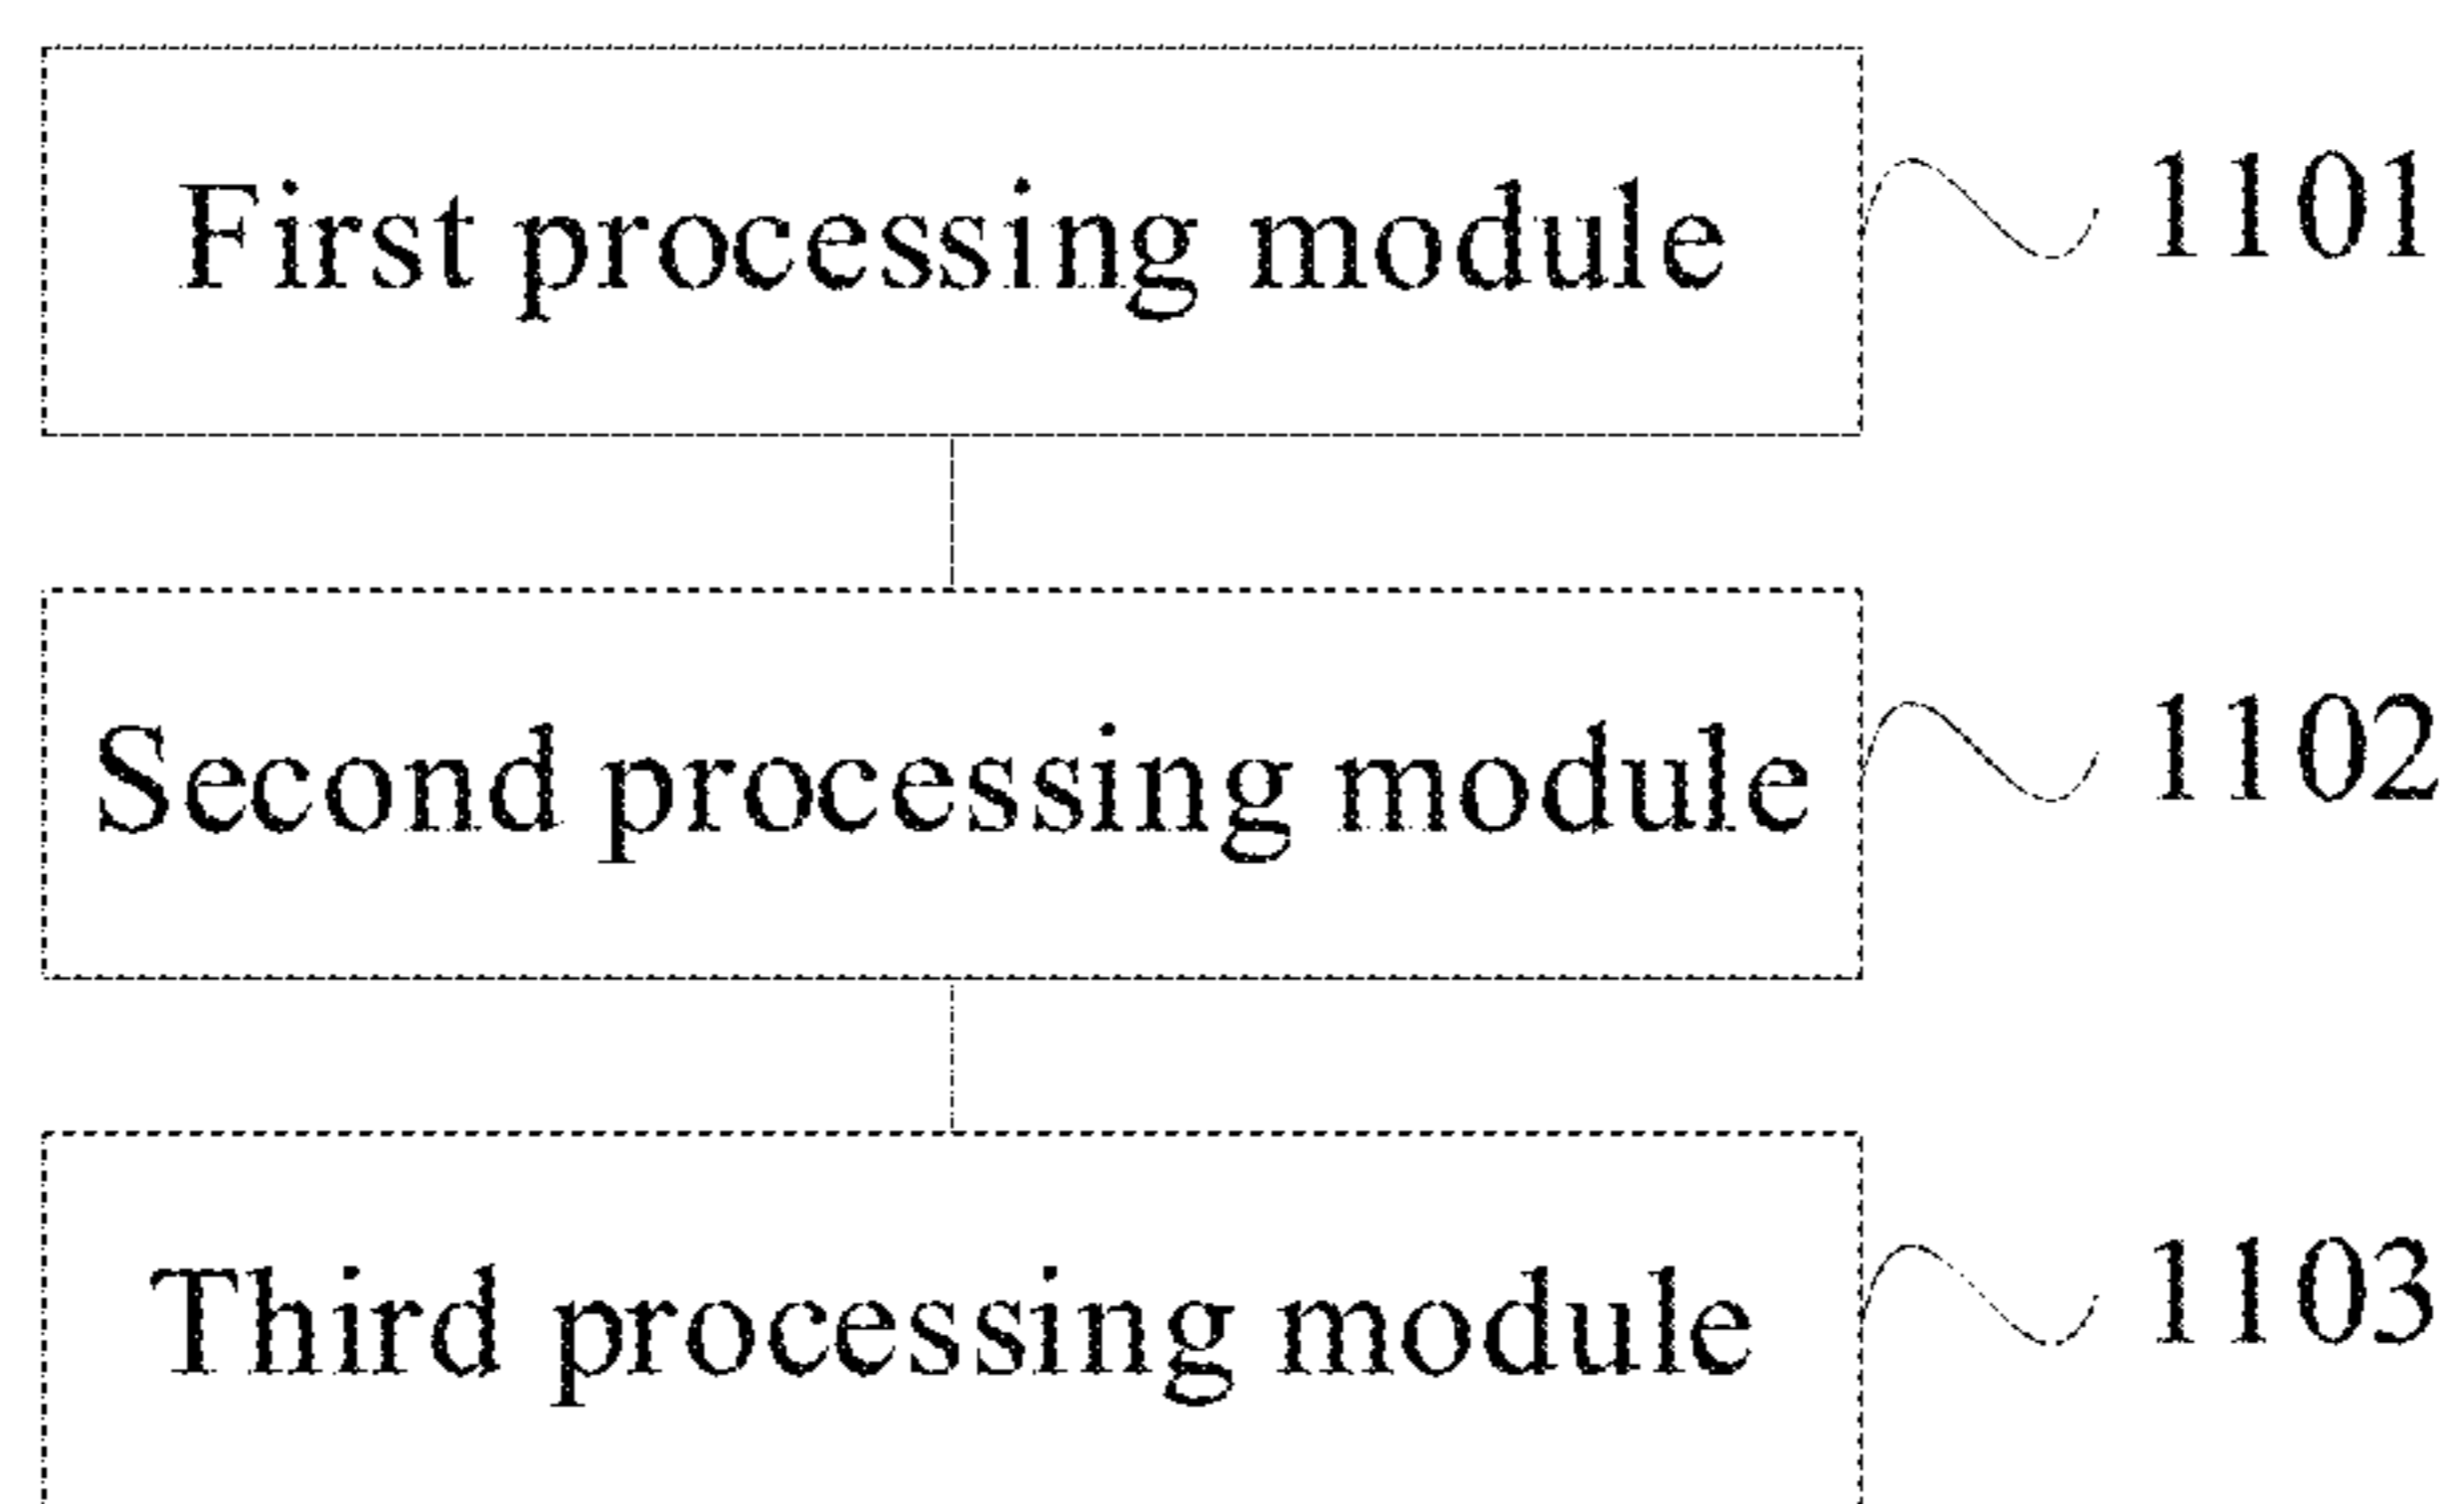 First processing module 1101
Second processing module 1102
Third processing module 1103